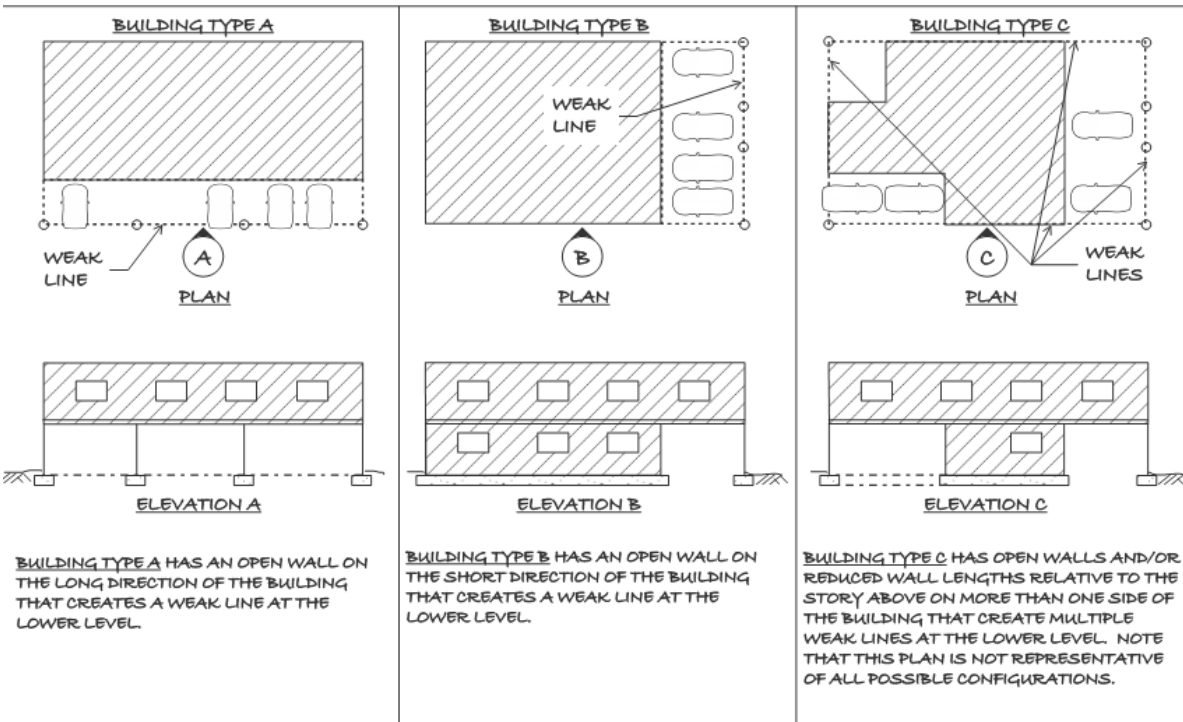 BUILDING TYPE A
WEAK
LINE
A
PLAN
ELEVATION A
BUILDING TYPE A HAS AN OPEN WALL ON
THE LONG DIRECTION OF THE BUILDING
THAT CREATES A WEAK LINE AT THE
LOWER LEVEL.
BUILDING TYPE B
WEAK
LINE
B
PLAN
ELEVATION B
BUILDING TYPE B HAS AN OPEN WALL ON
THE SHORT DIRECTION OF THE BUILDING
THAT CREATES A WEAK LINE AT THE
LOWER LEVEL.
BUILDING TYPE C
C
WEAK
LINES
PLAN
ELEVATION C
BUILDING TYPE C HAS OPEN WALLS AND/OR
REDUCED WALL LENGTHS RELATIVE TO THE
STORY ABOVE ON MORE THAN ONE SIDE OF
THE BUILDING THAT CREATE MULTIPLE
WEAK LINES AT THE LOWER LEVEL. NOTE
THAT THIS PLAN IS NOT REPRESENTATIVE
OF ALL POSSIBLE CONFIGURATIONS.